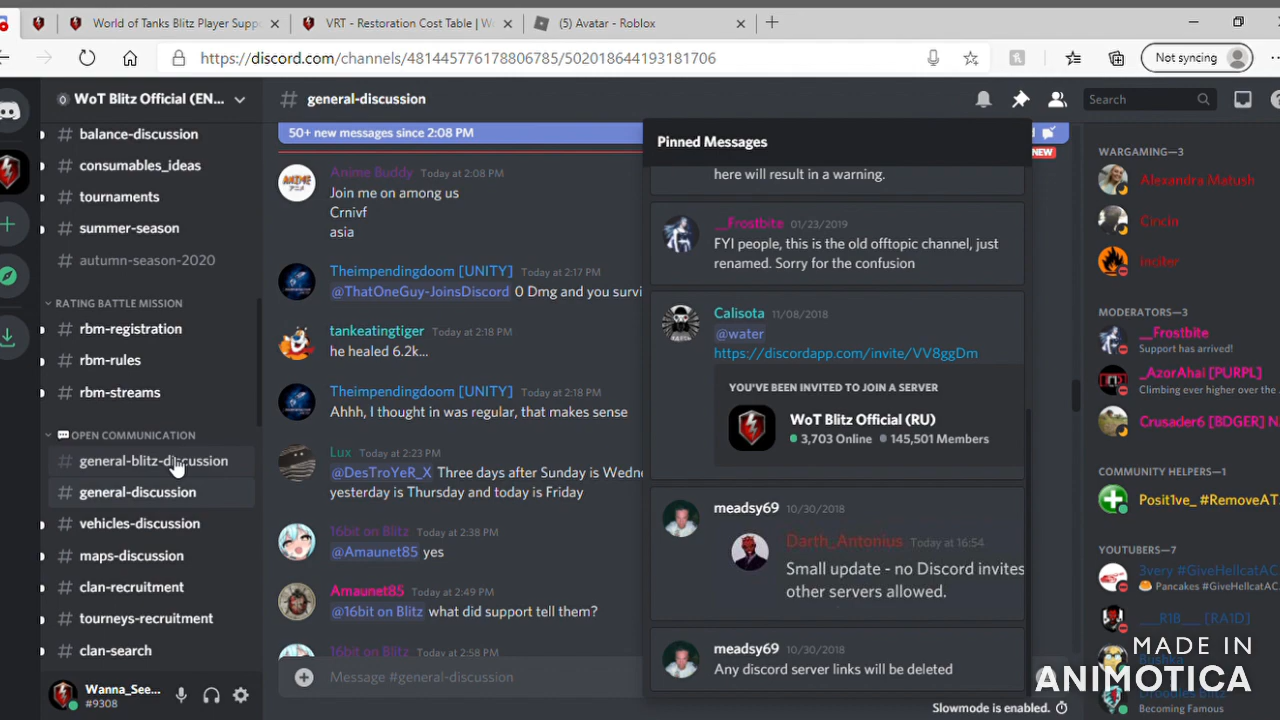 World of Tanks Blitz Player Supp
VRT - Restoration Cost Table | W
(5) Avatar - Roblox
https://discord.com/channels/481445776178806785/502018644193181706
Not syncing
WoT Blitz Official (EN...
# general-discussion
Search
# balance-discussion
# consumables_ideas
# tournaments
# summer-season
# autumn-season-2020
RATING BATTLE MISSION
# rbm-registration
# rbm-rules
# rbm-streams
OPEN COMMUNICATION
# general-blitz-discussion
# general-discussion
# vehicles-discussion
# maps-discussion
# clan-recruitment
# tourneys-recruitment
# clan-search
Wanna_See...
#9308
50+ new messages since 2:08 PM
NEW
Anime Buddy Today at 2:08 PM
Join me on among us
Crnivf
asia
Theimpendingdoom [UNITY] Today at 2:17 PM
@ThatOneGuy-JoinsDiscord 0 Dmg and you survi
tankeatingtiger Today at 2:18 PM
he healed 6.2k...
Theimpendingdoom [UNITY] Today at 2:18 PM
Ahhh, I thought in was regular, that makes sense
Lux Today at 2:23 PM
@DesTroYeR_X Three days after Sunday is Wedne
yesterday is Thursday and today is Friday
16bit on Blitz Today at 2:38 PM
@Amaunet85 yes
Amaunet85 Today at 2:49 PM
@16bit on Blitz what did support tell them?
16bit on Blitz Today at 2:58 PM
Message #general-discussion
Pinned Messages
here will result in a warning.
__Frostbite 01/23/2019
FYI people, this is the old offtopic channel, just
renamed. Sorry for the confusion
Calisota 11/08/2018
@water
https://discordapp.com/invite/VV8ggDm
YOU'VE BEEN INVITED TO JOIN A SERVER
WoT Blitz Official (RU)
3,703 Online 145,501 Members
meadsy69 10/30/2018
Darth_Antonius Today at 16:54
Small update - no Discord invites
other servers allowed.
meadsy69 10/30/2018
Any discord server links will be deleted
Slowmode is enabled.
WARGAMING—3
Alexandra Matush
Cincin
Inciter
MODERATORS—3
__Frostbite
Support has arrived!
_AzorAhai [PURPL]
Climbing ever higher over the
Crusader6 [BDGER] N
COMMUNITY HELPERS—1
Posit1ve_ #RemoveAT
YOUTUBERS—7
3very #GiveHellcatAC
Pancakes #GiveHellcatAC
___R1B___ [RA1D]
Bushka
Droodles Blitz
Becoming Famous
MADE IN
ANIMOTICA